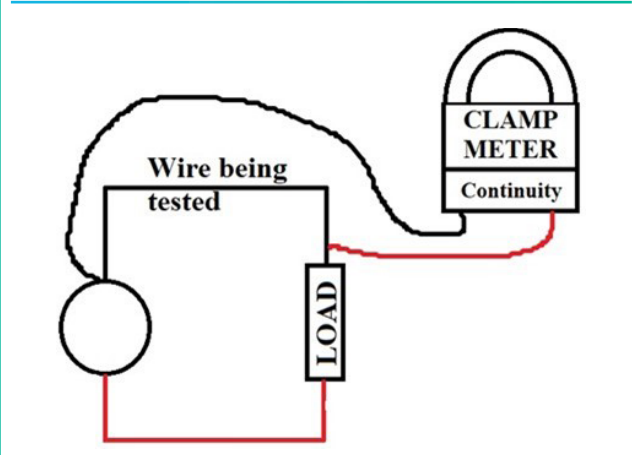 CLAMP
METER
Continuity
Wire being
tested
LOAD